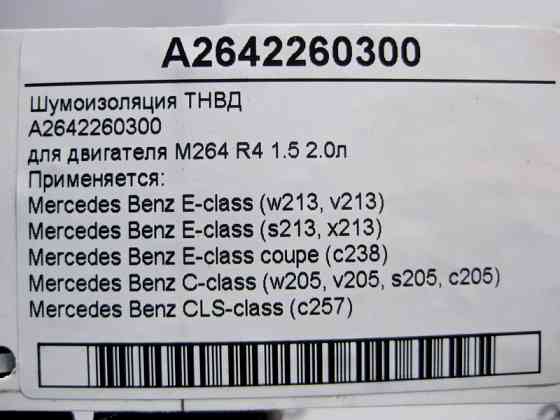 A2642260300
Шумоизоляция ТНВД
A2642260300
для двигателя M264 R4 1.5 2.0л
Применяется:
Mercedes Benz E-class (w213, v213)
Mercedes Benz E-class (s213, x213)
Mercedes Benz E-class coupe (c238)
Mercedes Benz C-class (w205, v205, s205, c205)
Mercedes Benz CLS-class (c257)